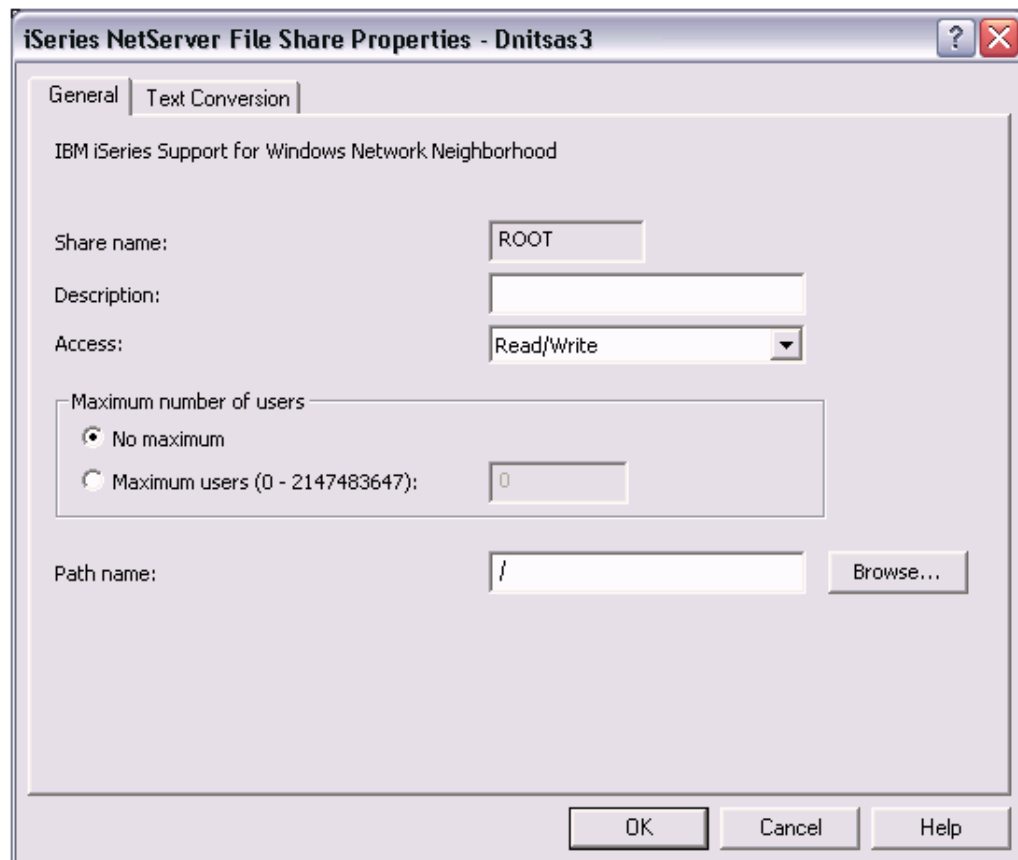 iSeries NetServer File Share Properties - Dnitsas3
General
Text Conversion
IBM iSeries Support for Windows Network Neighborhood
Share name:
ROOT
Description:
Access:
Read/Write
Maximum number of users
No maximum
Maximum users (0 - 2147483647):
0
Path name:
/
Browse...
OK
Cancel
Help